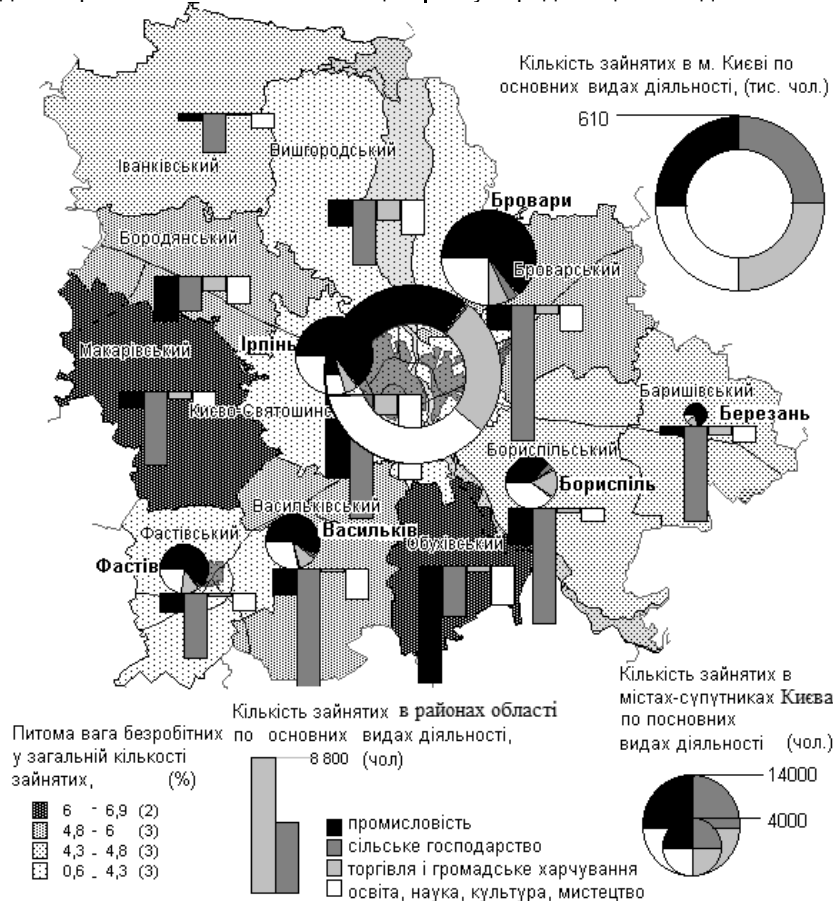 Кількість зайнятих в м. Києві по
основних видах діяльності, (тис. чол.)
610
Іванківський
Вишгородський
Бровари
Бородянський
Броварський
Ірпінь
Макарівський
Києво-Святошинс
Баришівський
Березань
Бориспільський
Бориспіль
Васильківський
Васильків
Фастівський
Обухівський
Фастів
Кількість зайнятих в
містах-супутниках Києва
по посновних
видах діяльності (чол.)
14000
4000
Кількість зайнятих в районах області
по основних видах діяльності,
(чол)
8 800
промисловість
сільське господарство
торгівля і громадське харчування
освіта, наука, культура, мистецтво
Питома вага безробітних
у загальній кількості
зайнятих, (%)
6 - 6,9 (2)
4,8 - 6 (3)
4,3 - 4,8 (3)
0,6 - 4,3 (3)